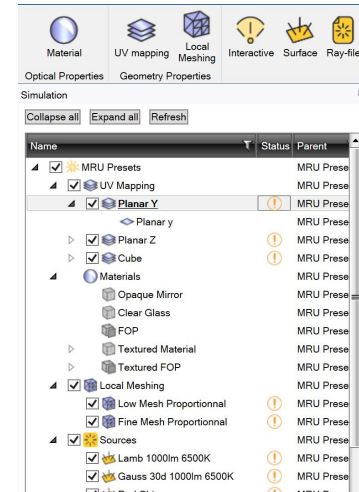 Material
UV mapping
Local
Meshing
Interactive
Surface
Ray-file
Optical Properties
Geometry Properties
Simulation
Collapse all
Expand all
Refresh
Name
Status
Parent
MRU Presets
MRU Prese
UV Mapping
MRU Prese
Planar Y
MRU Prese
Planar y
MRU Prese
Planar Z
MRU Prese
Cube
MRU Prese
Materials
MRU Prese
Opaque Mirror
MRU Prese
Clear Glass
MRU Prese
FOP
MRU Prese
Textured Material
MRU Prese
Textured FOP
MRU Prese
Local Meshing
MRU Prese
Low Mesh Proportionnal
MRU Prese
Fine Mesh Proportionnal
MRU Prese
Sources
MRU Prese
Lamb 1000lm 6500K
MRU Prese
Gauss 30d 1000lm 6500K
MRU Prese